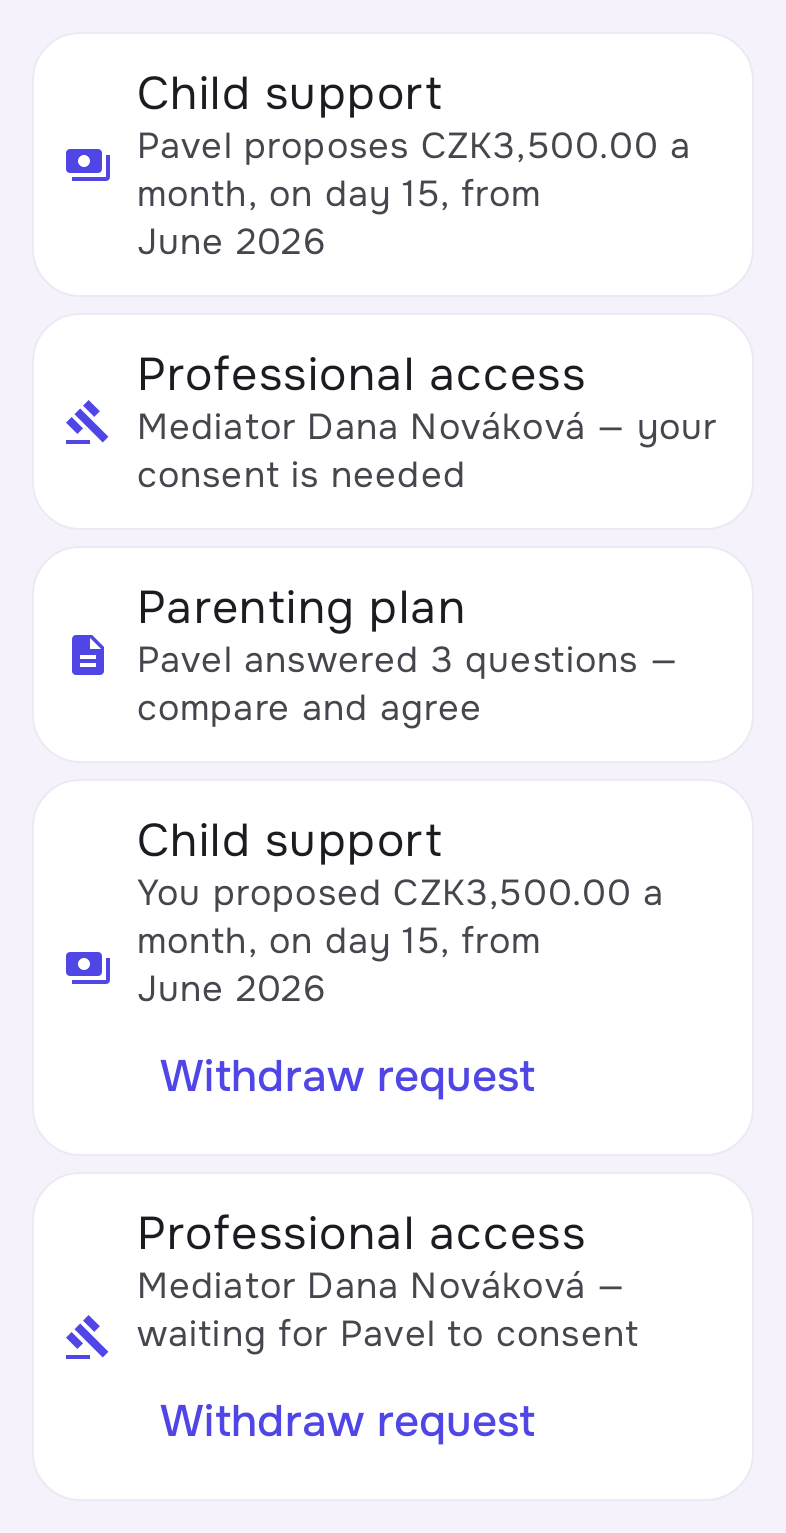 Child support
Pavel proposes CZK3,500.00 a
month, on day 15, from
June 2026
Professional access
Mediator Dana Nováková – your
consent is needed
Parenting plan
Pavel answered 3 questions –
compare and agree
Child support
You proposed CZK3,500.00 a
month, on day 15, from
June 2026
Withdraw request
Professional access
Mediator Dana Nováková –
waiting for Pavel to consent
Withdraw request